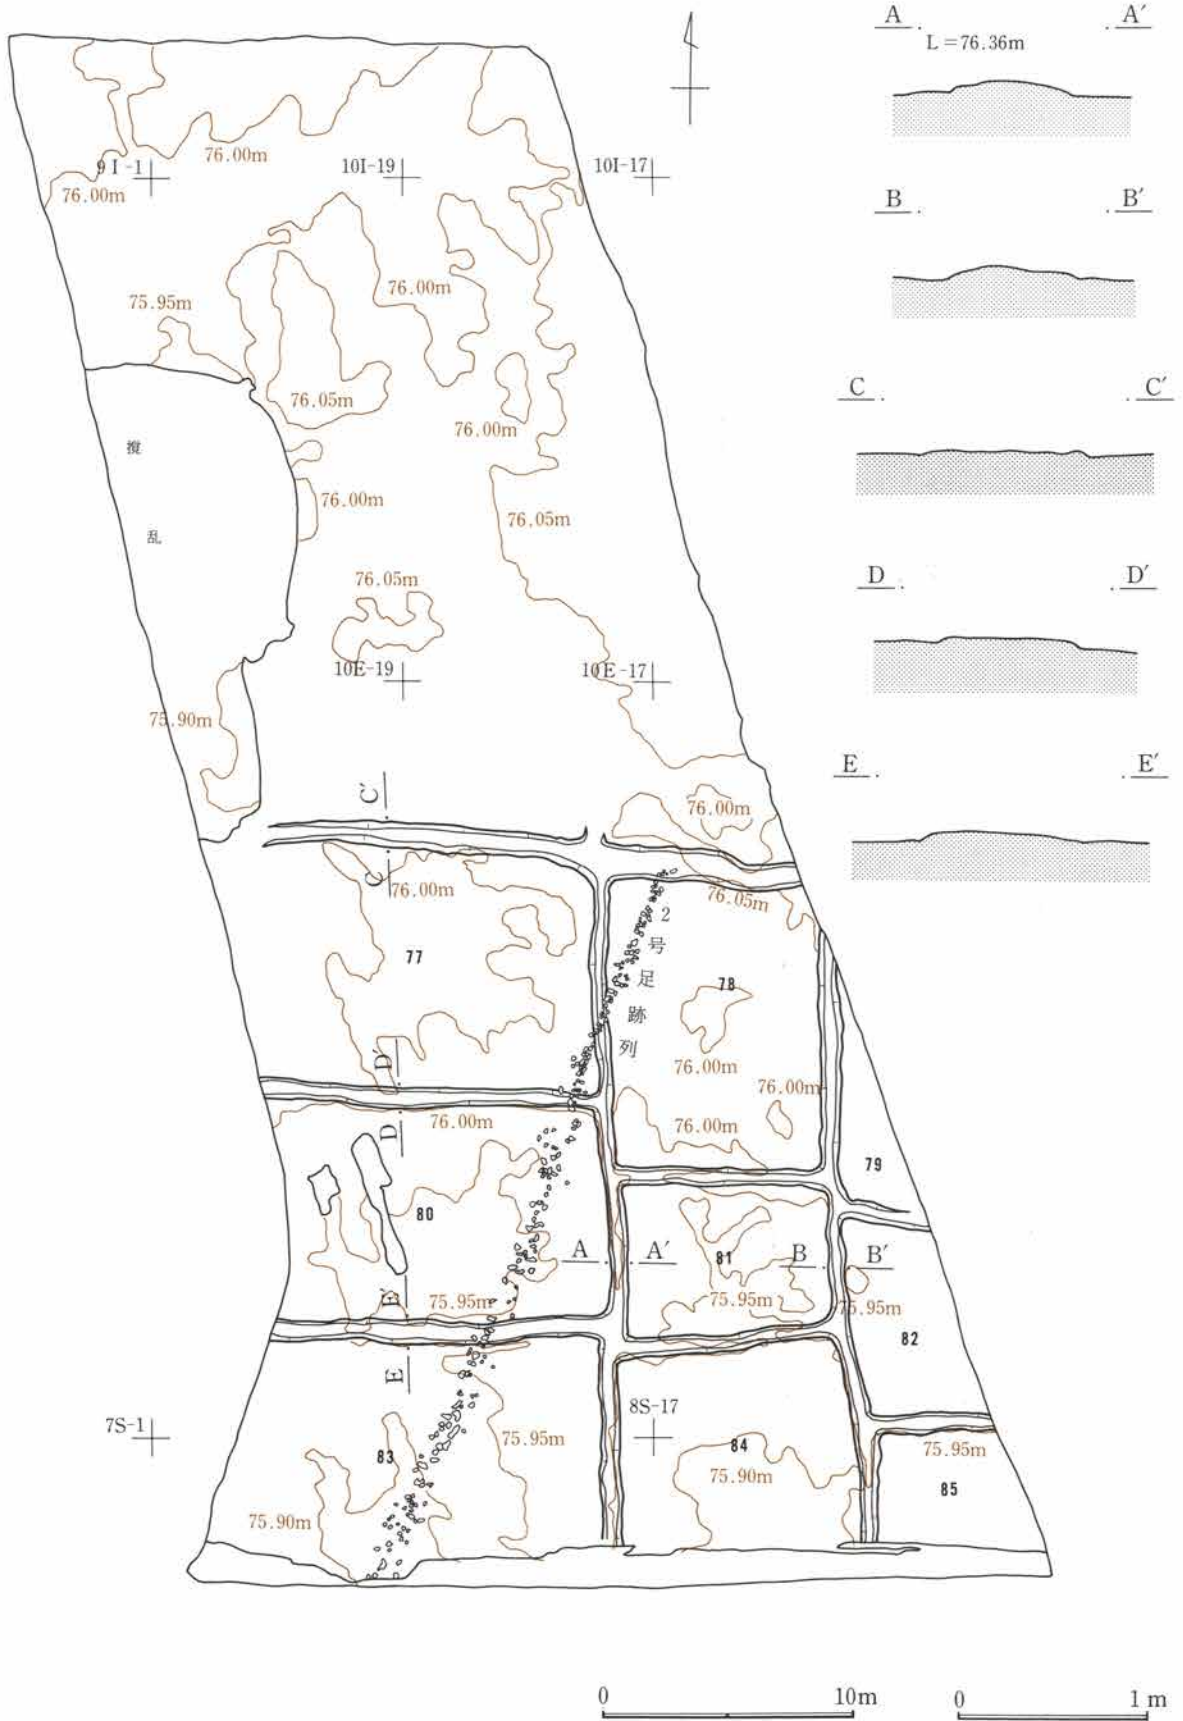 A A′
L=76.36m
B B′
C C′
D D′
E E′
76.00m
9I-1 10I-19 10I-17
76.00m
76.00m
75.95m
76.05m
76.00m
撹乱
76.00m
76.05m
76.05m
10E-19 10E-17
75.90m
76.00m
C′
C
76.00m
76.05m
2号足跡列
77
78
D′
76.00m
76.00m
76.00m
D
76.00m
79
80
A A′
81
B B′
E′
75.95m
75.95m
75.95m
82
E
7S-1
8S-17
83
75.95m
84
75.95m
75.90m
85
75.90m
0 10m 0 1m